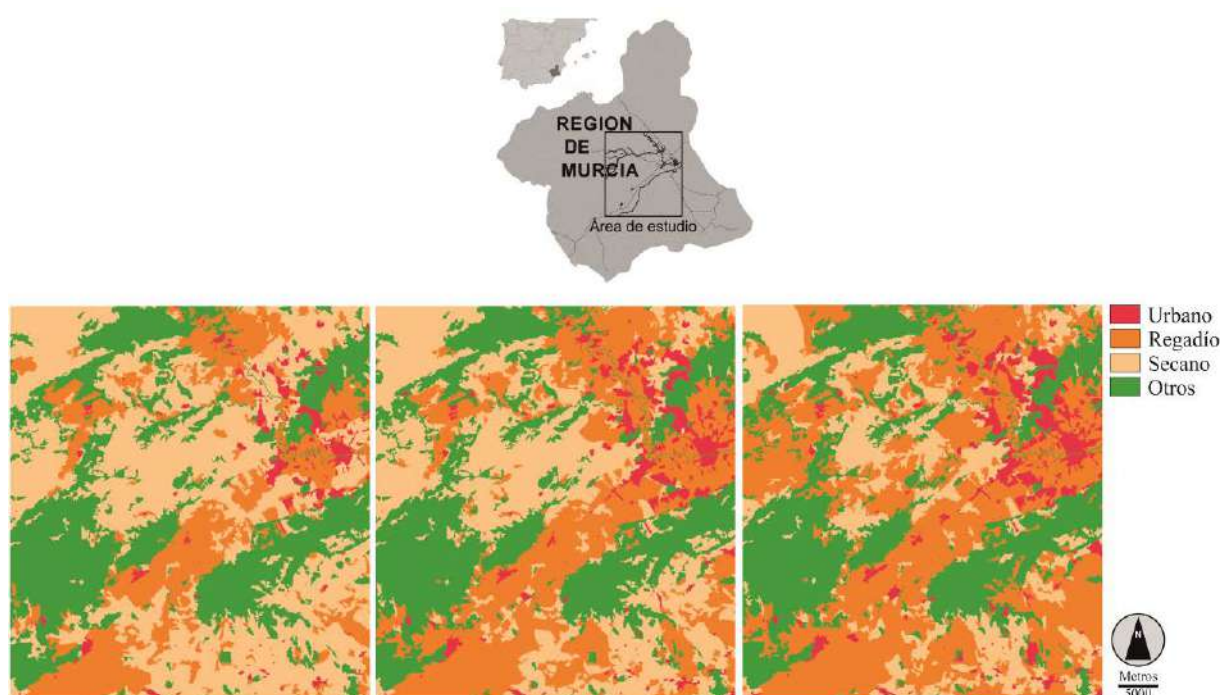 REGION
DE
MURCIA
Área de estudio
Urbano
Regadío
Secano
Otros
N
Metros
5000